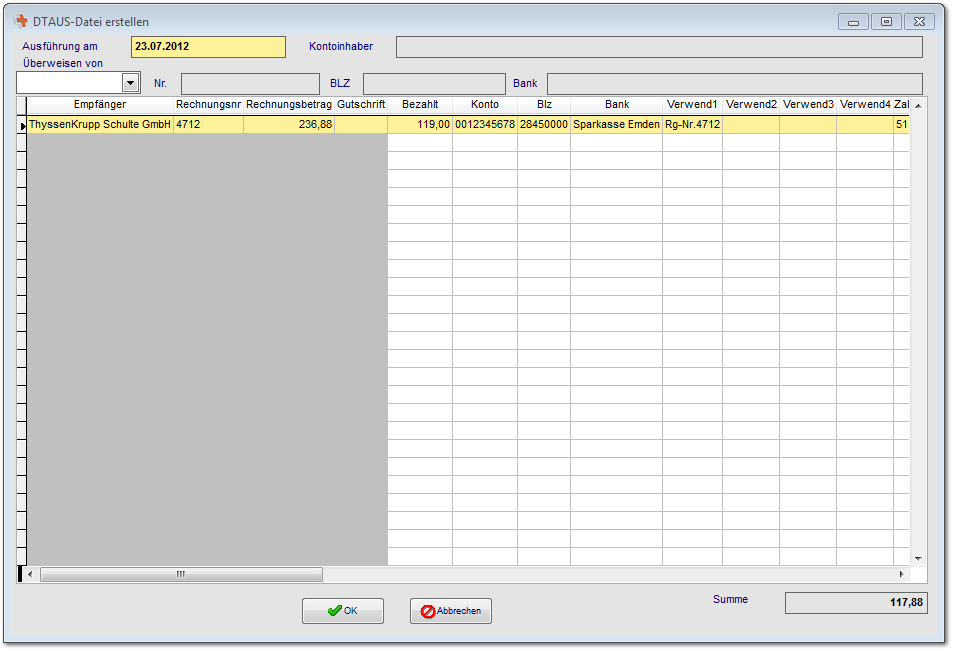 DTAUS-Datei erstellen
Ausführung am 23.07.2012 Kontoinhaber
Überweisen von
Nr. BLZ Bank
Empfänger Rechnungsnr Rechnungsbetrag Gutschrift Bezahlt Konto Blz Bank Verwend1 Verwend2 Verwend3 Verwend4 Zal
ThyssenKrupp Schulte GmbH 4712 236,88 119,00 0012345678 28450000 Sparkasse Emden Rg-Nr.4712 51
Summe 117,88
OK Abbrechen